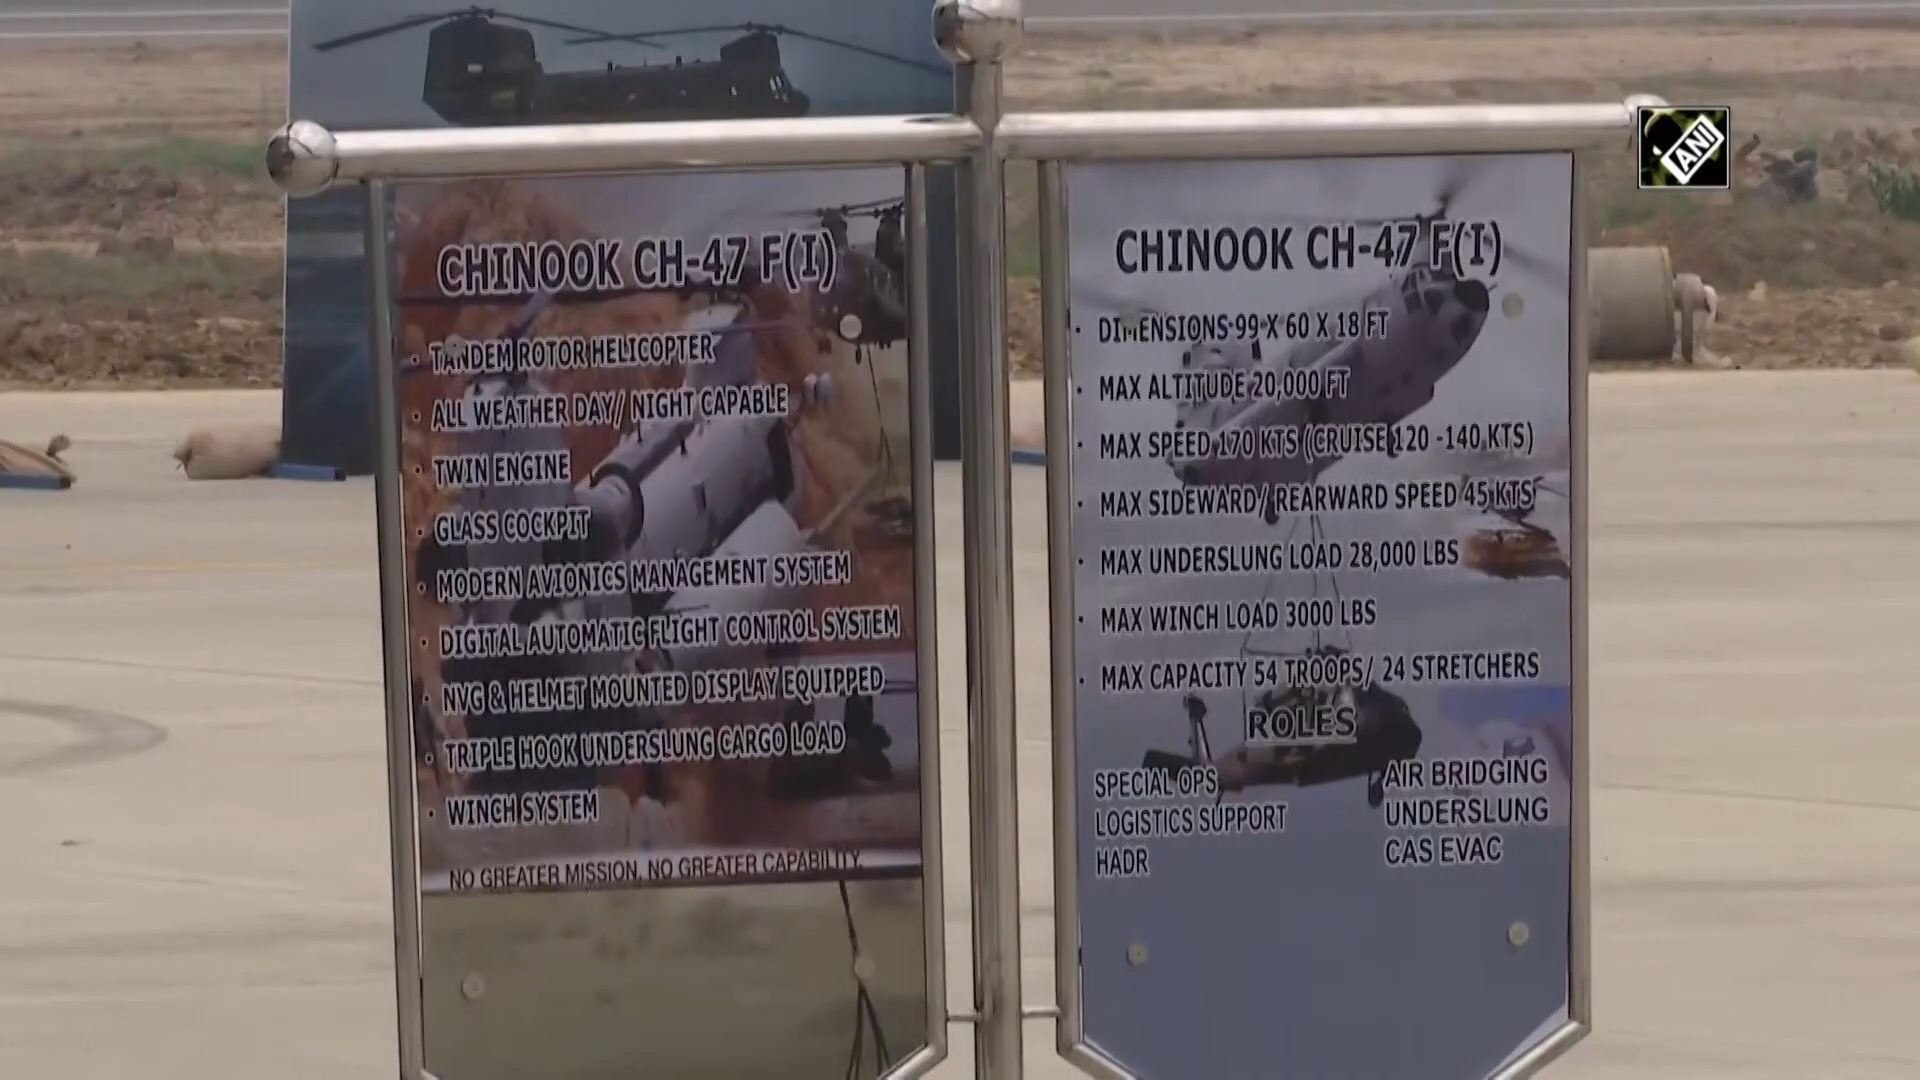 ANI
CHINOOK CH-47 F(I)
· TANDEM ROTOR HELICOPTER
· ALL WEATHER DAY/ NIGHT CAPABLE
· TWIN ENGINE
· GLASS COCKPIT
· MODERN AVIONICS MANAGEMENT SYSTEM
· DIGITAL AUTOMATIC FLIGHT CONTROL SYSTEM
· NVG & HELMET MOUNTED DISPLAY EQUIPPED
· TRIPLE HOOK UNDERSLUNG CARGO LOAD
· WINCH SYSTEM
NO GREATER MISSION. NO GREATER CAPABILITY.
CHINOOK CH-47 F(I)
· DIMENSIONS-99 X 60 X 18 FT
· MAX ALTITUDE 20,000 FT
· MAX SPEED 170 KTS (CRUISE 120 -140 KTS)
· MAX SIDEWARD/ REARWARD SPEED 45 KTS
· MAX UNDERSLUNG LOAD 28,000 LBS
· MAX WINCH LOAD 3000 LBS
· MAX CAPACITY 54 TROOPS/ 24 STRETCHERS
ROLES
SPECIAL OPS
LOGISTICS SUPPORT
HADR
AIR BRIDGING
UNDERSLUNG
CAS EVAC